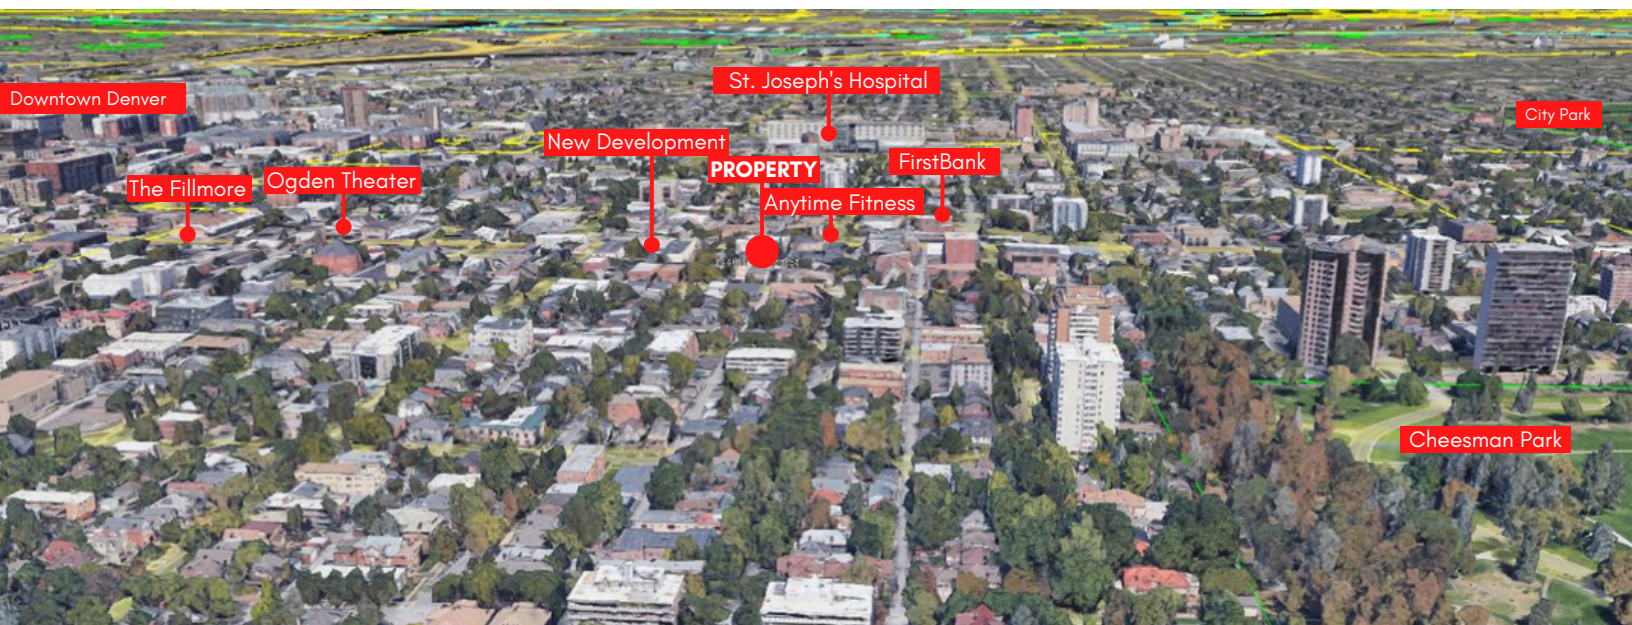 St. Joseph's Hospital
Downtown Denver
City Park
New Development
FirstBank
PROPERTY
Ogden Theater
The Fillmore
Anytime Fitness
Cheesman Park